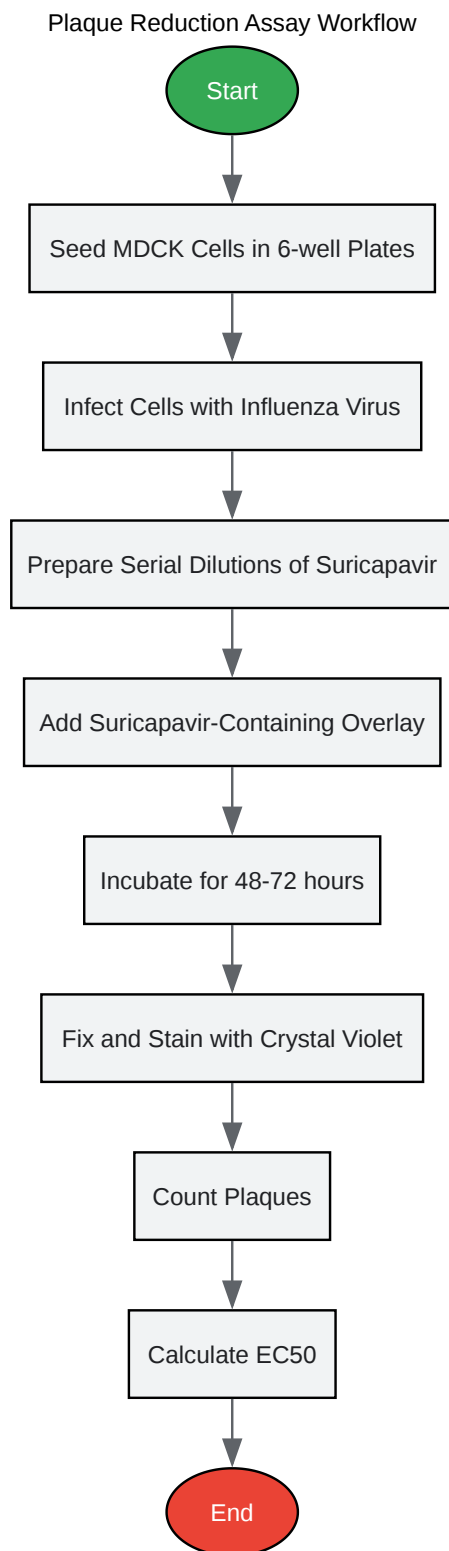 Plaque Reduction Assay Workflow
Start
Seed MDCK Cells in 6-well Plates
Infect Cells with Influenza Virus
Prepare Serial Dilutions of Suricapavir
Add Suricapavir-Containing Overlay
Incubate for 48-72 hours
Fix and Stain with Crystal Violet
Count Plaques
Calculate EC50
End